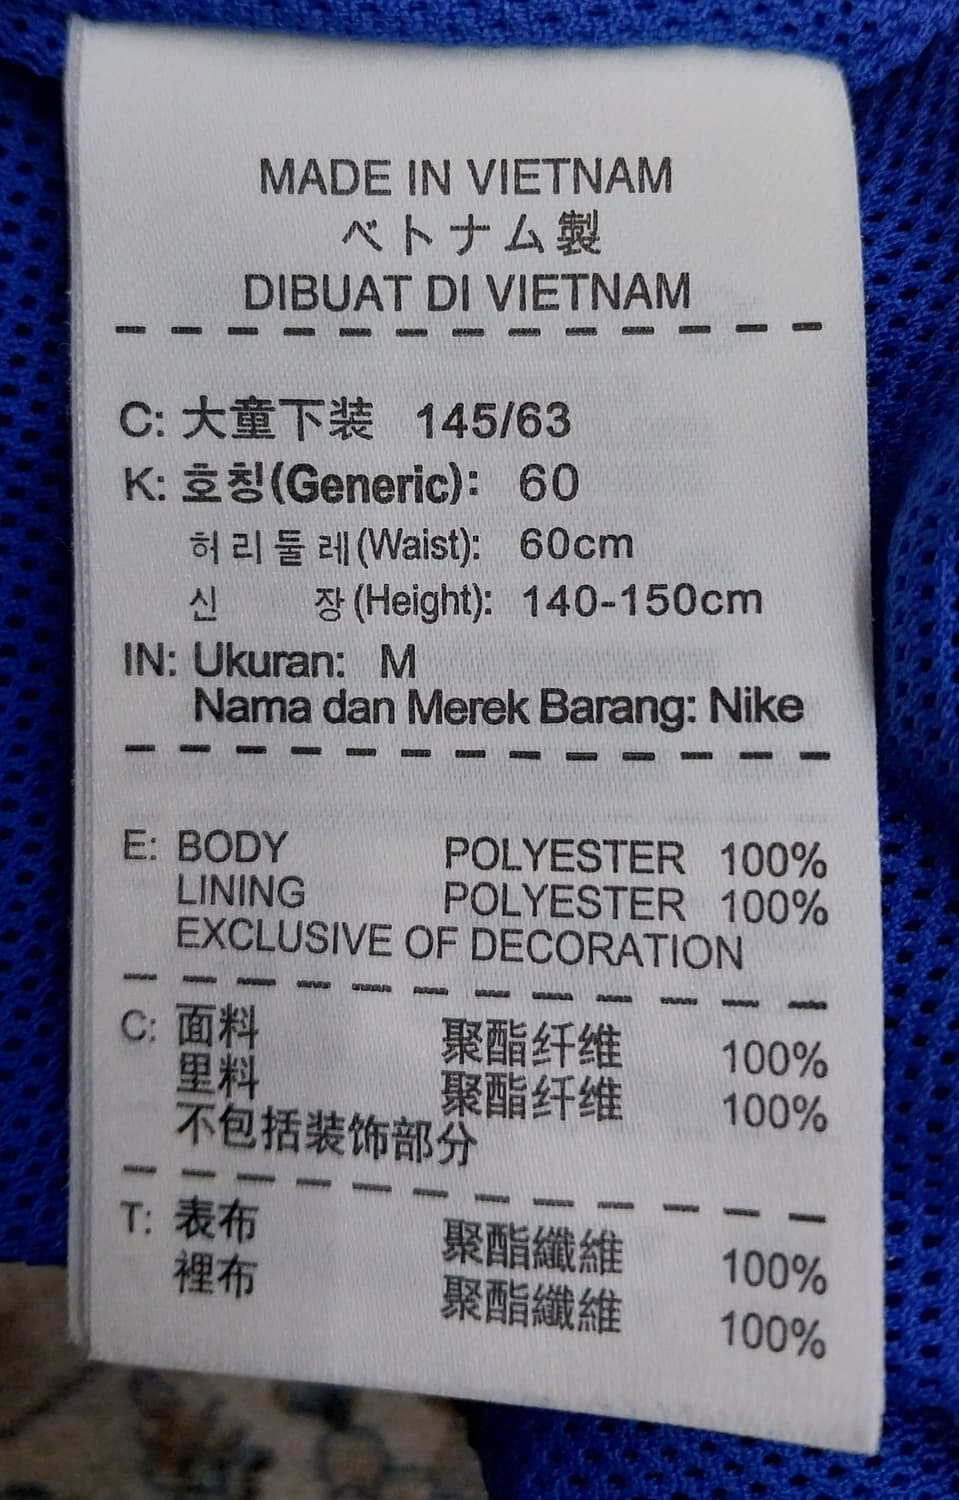 MADE IN VIETNAM
ベトナム製
DIBUAT DI VIETNAM
C: 大童下装 145/63
K: 호칭(Generic): 60
허리둘레(Waist): 60cm
신 장(Height): 140-150cm
IN: Ukuran: M
Nama dan Merek Barang: Nike
E: BODY POLYESTER 100%
LINING POLYESTER 100%
EXCLUSIVE OF DECORATION
C: 面料 聚酯纤维 100%
里料 聚酯纤维 100%
不包括装饰部分
T: 表布 聚酯纖維 100%
裡布 聚酯纖維 100%